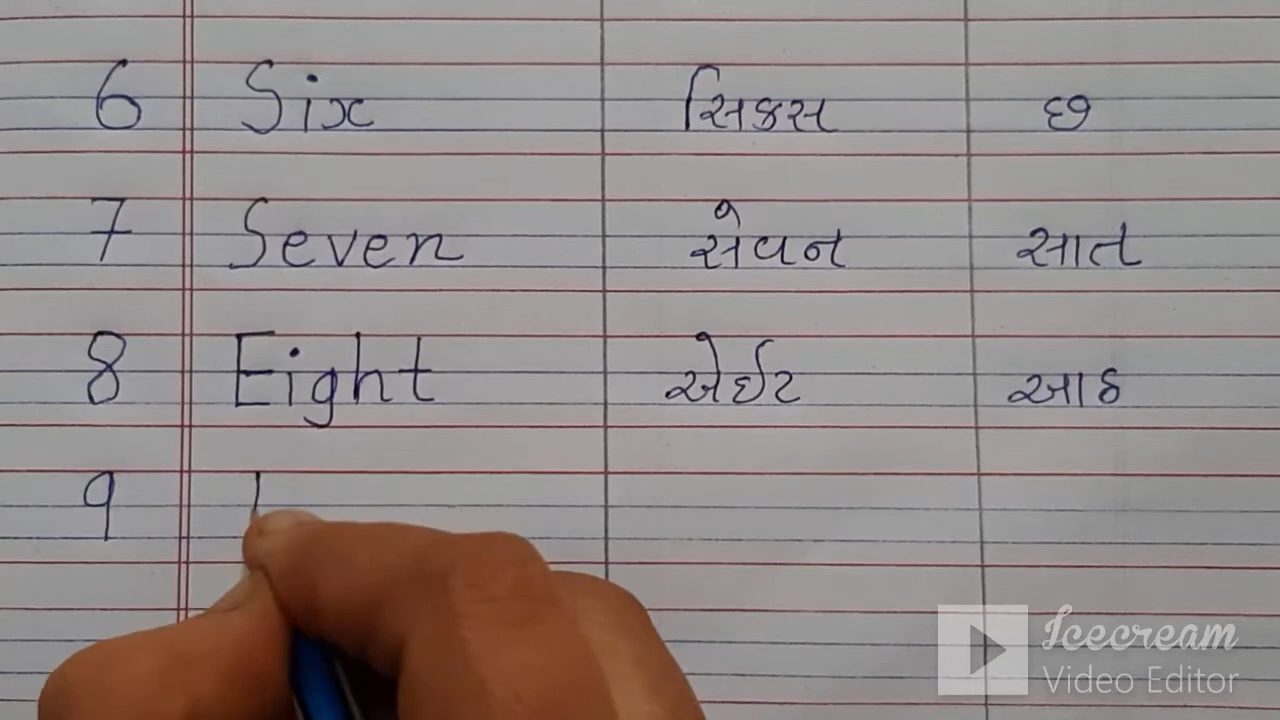 6 Six સિક્સ છ
7 Seven સેવન સાત
8 Eight એઈટ આઠ
9
Icecream
Video Editor